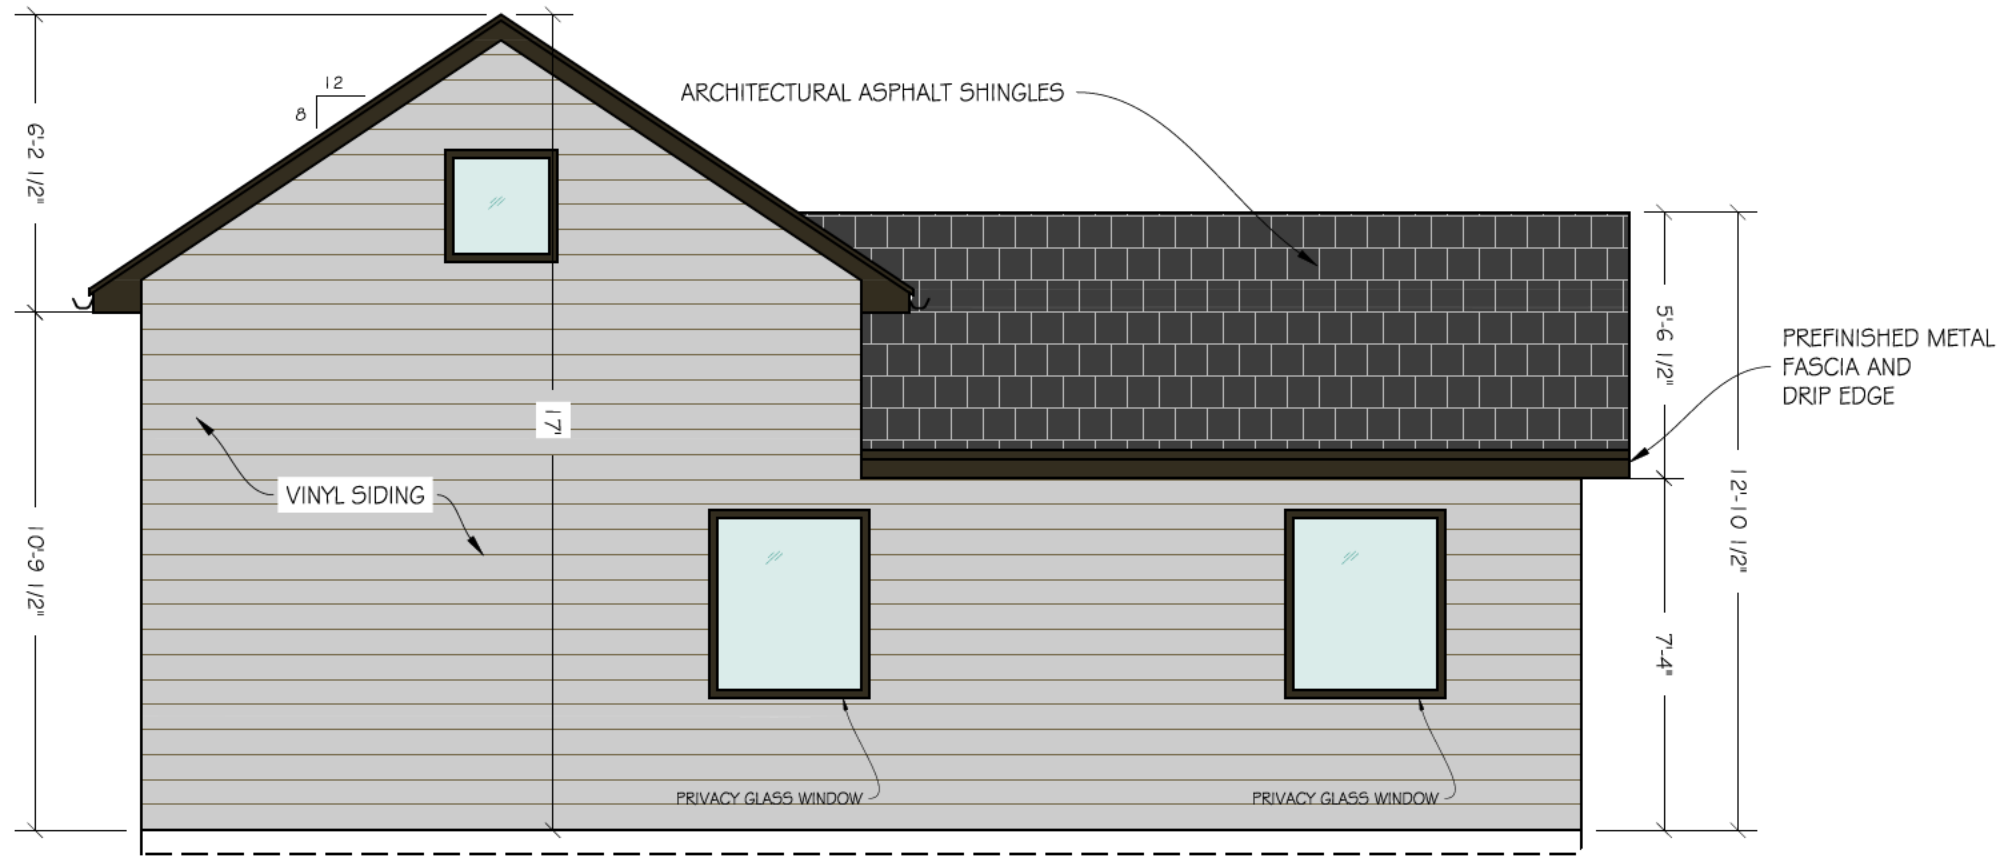 12
8
6'-2 1/2"
ARCHITECTURAL ASPHALT SHINGLES
5'-6 1/2"
PREFINISHED METAL
FASCIA AND
DRIP EDGE
17'
VINYL SIDING
12'-10 1/2"
10'-9 1/2"
7'-4"
PRIVACY GLASS WINDOW
PRIVACY GLASS WINDOW